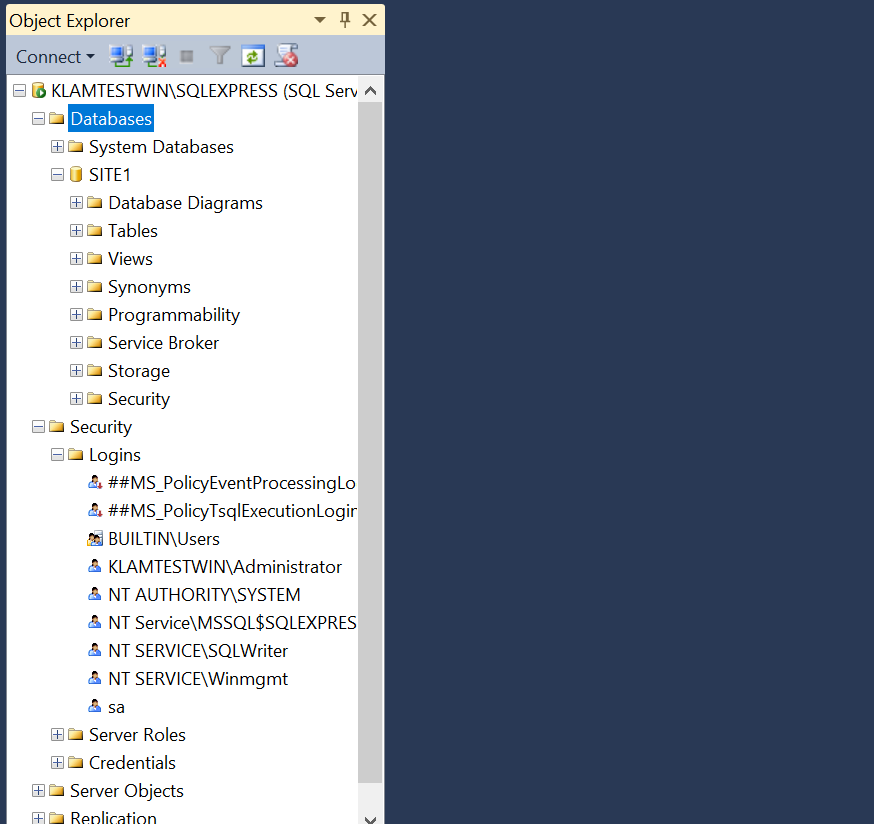 Object Explorer
Connect
KLAMTESTWIN\SQLEXPRESS (SQL Serv
Databases
System Databases
SITE1
Database Diagrams
Tables
Views
Synonyms
Programmability
Service Broker
Storage
Security
Security
Logins
##MS_PolicyEventProcessingLo
##MS_PolicyTsqlExecutionLogin
BUILTIN\Users
KLAMTESTWIN\Administrator
NT AUTHORITY\SYSTEM
NT Service\MSSQL$SQLEXPRES
NT SERVICE\SQLWriter
NT SERVICE\Winmgmt
sa
Server Roles
Credentials
Server Objects
Replication